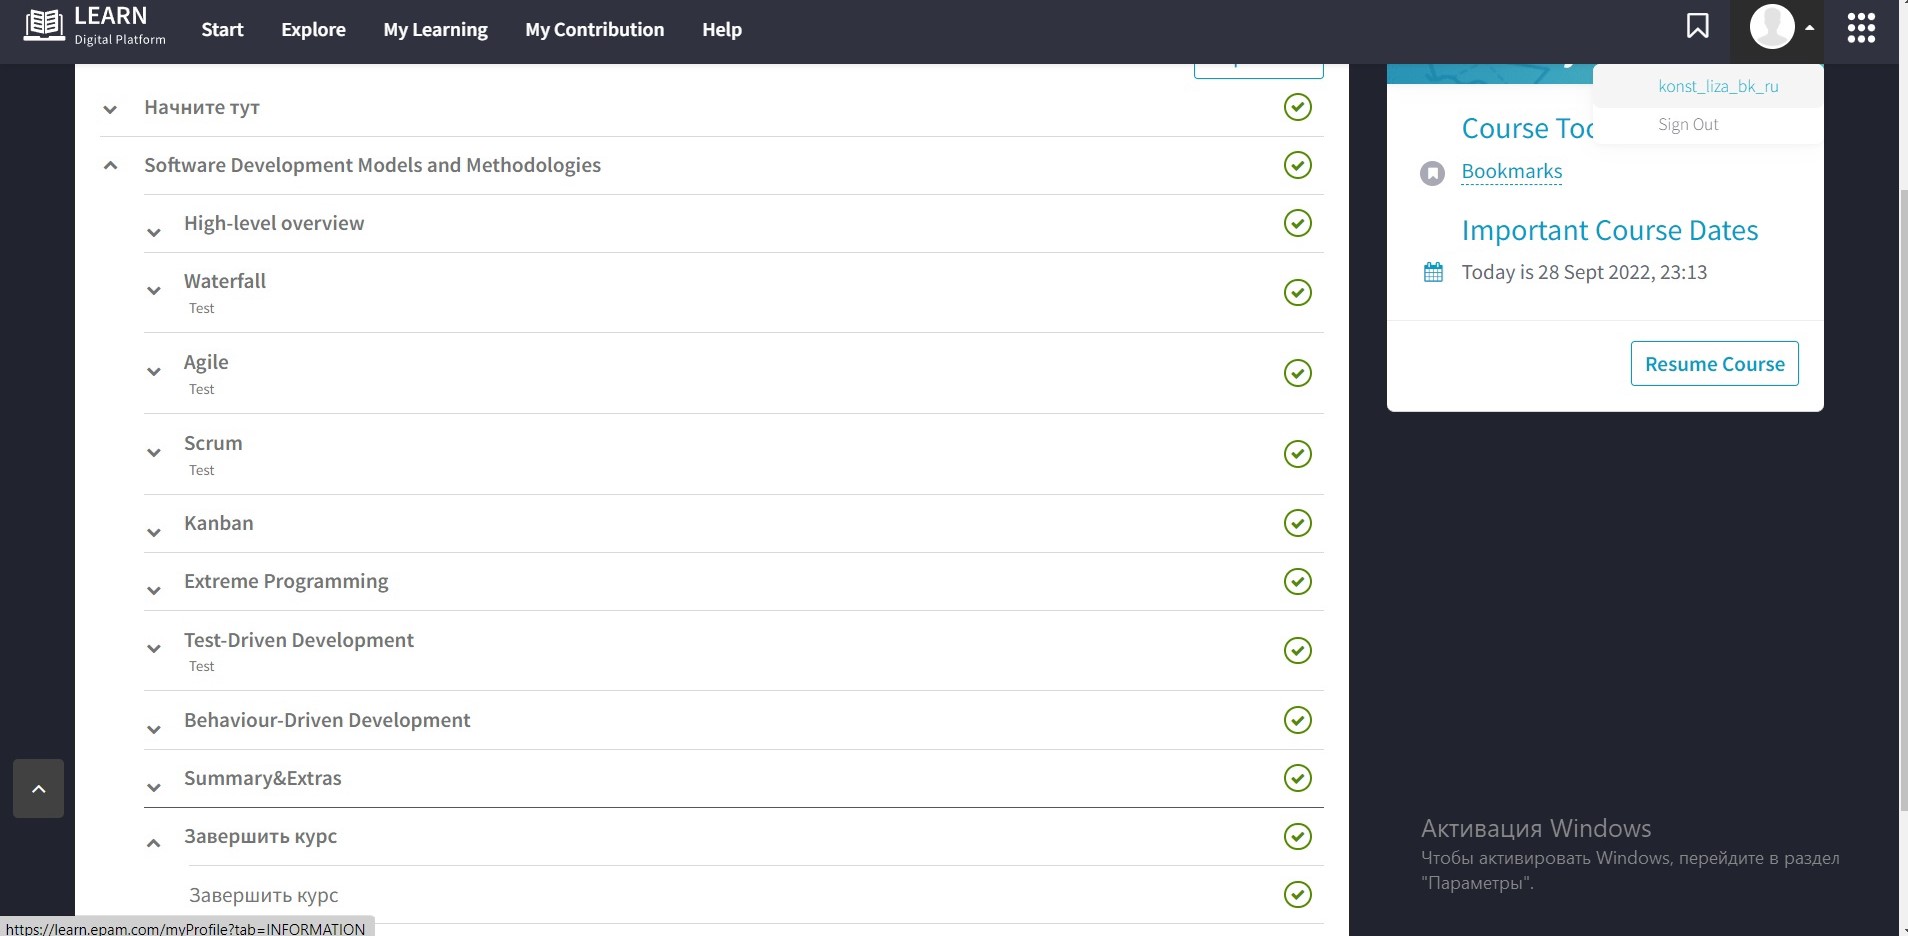 LEARN
Digital Platform
Start
Explore
My Learning
My Contribution
Help
konst_liza_bk_ru
Sign Out
Начните тут
Software Development Models and Methodologies
High-level overview
Waterfall
Test
Agile
Test
Scrum
Test
Kanban
Extreme Programming
Test-Driven Development
Test
Behaviour-Driven Development
Summary&Extras
Завершить курс
Завершить курс
Course Too
Bookmarks
Important Course Dates
Today is 28 Sept 2022, 23:13
Resume Course
Активация Windows
Чтобы активировать Windows, перейдите в раздел
"Параметры".
https://learn.epam.com/myProfile?tab=INFORMATION